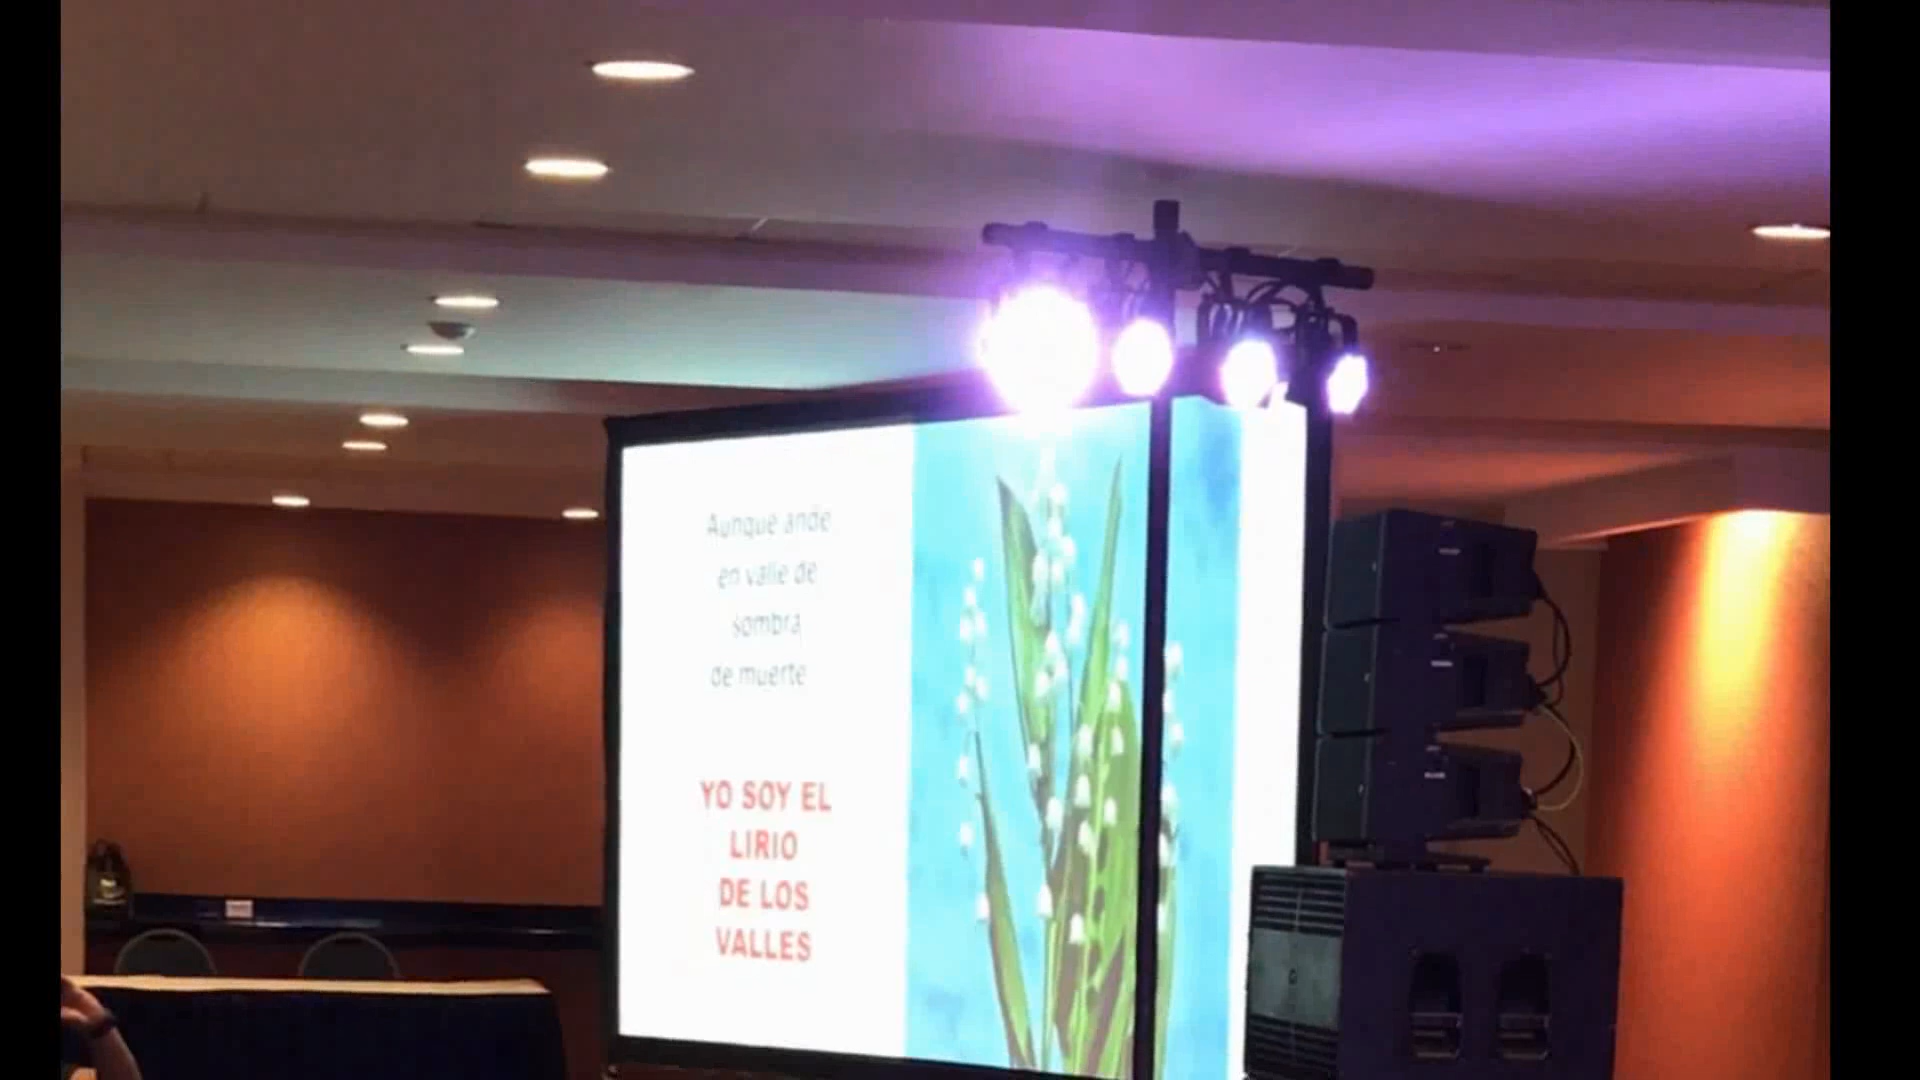 Aunque ande
en valle de
sombra
de muerte
YO SOY EL
LIRIO
DE LOS
VALLES